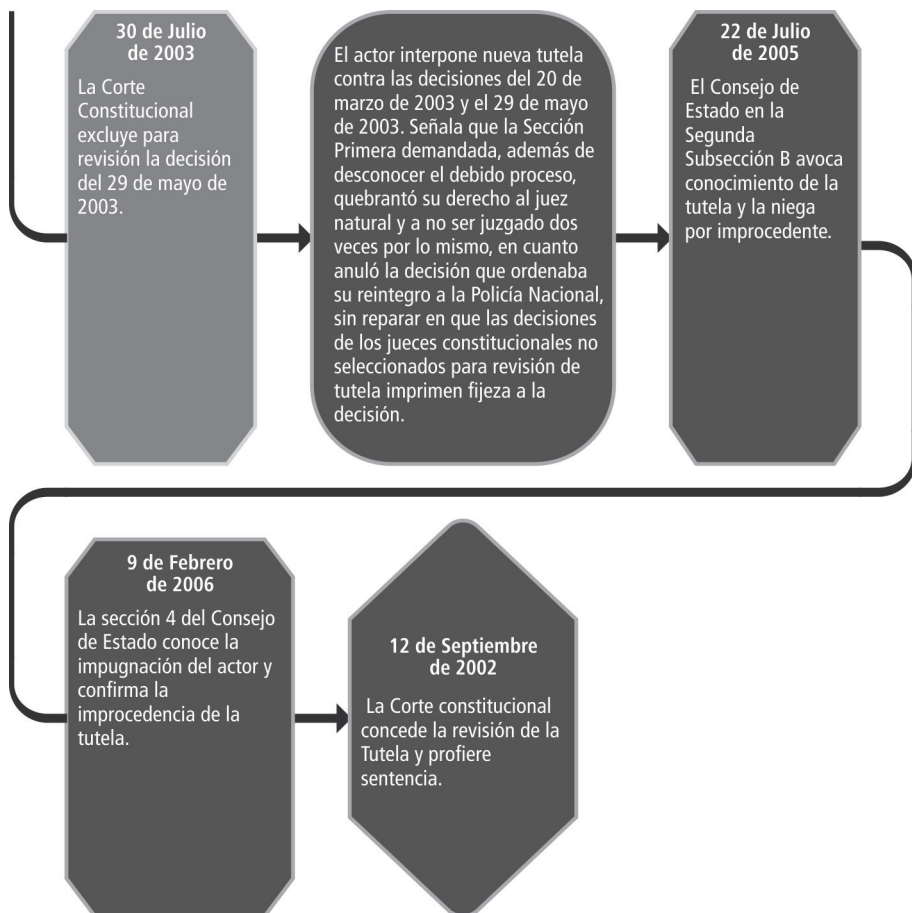 30 de Julio
de 2003
La Corte
Constitucional
excluye para
revisión la decisión
del 29 de mayo de
2003.
El actor interpone nueva tutela
contra las decisiones del 20 de
marzo de 2003 y el 29 de mayo
de 2003. Señala que la Sección
Primera demandada, además de
desconocer el debido proceso,
quebrantó su derecho al juez
natural y a no ser juzgado dos
veces por lo mismo, en cuanto
anuló la decisión que ordenaba
su reintegro a la Policía Nacional,
sin reparar en que las decisiones
de los jueces constitucionales no
seleccionados para revisión de
tutela imprimen fijeza a la
decisión.
22 de Julio
de 2005
El Consejo de
Estado en la
Segunda
Subsección B avoca
conocimiento de la
tutela y la niega
por improcedente.
9 de Febrero
de 2006
La sección 4 del Consejo
de Estado conoce la
impugnación del actor y
confirma la
improcedencia de la
tutela.
12 de Septiembre
de 2002
La Corte constitucional
concede la revisión de la
Tutela y profiere
sentencia.